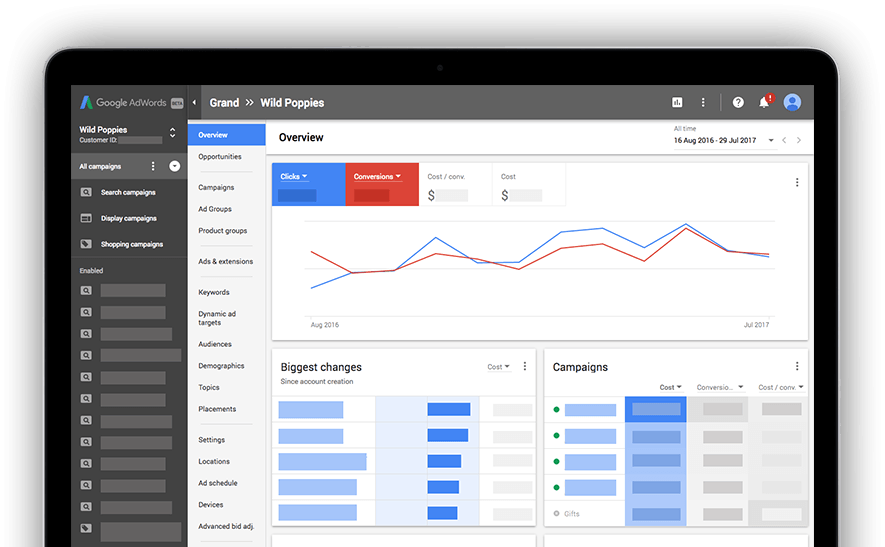 Google AdWords BETA
Grand >> Wild Poppies
!
Wild Poppies
Customer ID:
All campaigns
Search campaigns
Display campaigns
Shopping campaigns
Enabled
Overview
Opportunities
Campaigns
Ad Groups
Product groups
Ads & extensions
Keywords
Dynamic ad
targets
Audiences
Demographics
Topics
Placements
Settings
Locations
Ad schedule
Devices
Advanced bid adj.
Overview
All time
16 Aug 2016 - 29 Jul 2017
Clicks
Conversions
Cost / conv.
$
Cost
$
Aug 2016
Jul 2017
Biggest changes
Cost
Since account creation
Campaigns
Cost
Conversio...
Cost / conv.
Gifts